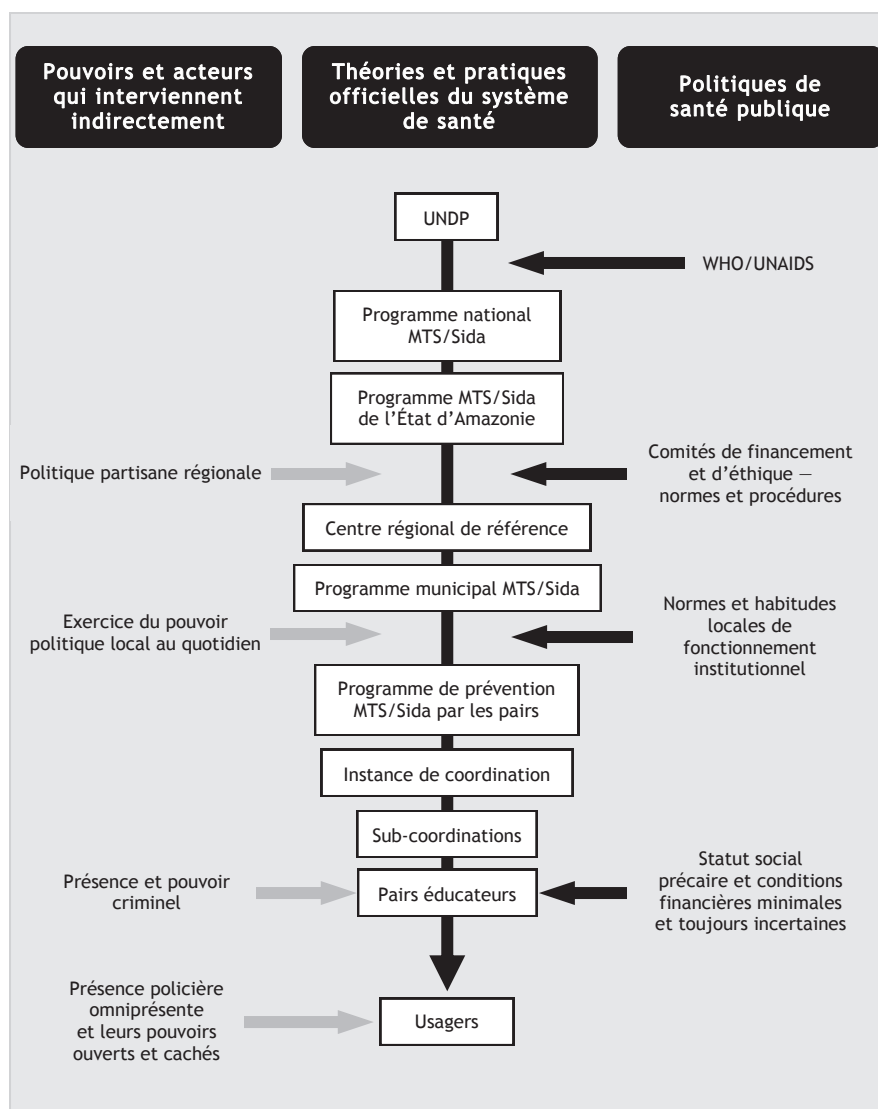 Pouvoirs et acteurs
qui interviennent
indirectement
Théories et pratiques
officielles du système
de santé
Politiques de
santé publique
UNDP
WHO/UNAIDS
Programme national
MTS/Sida
Programme MTS/Sida
de l'État d'Amazonie
Politique partisane régionale
Comités de financement
et d'éthique —
normes et procédures
Centre régional de référence
Programme municipal MTS/Sida
Exercice du pouvoir
politique local au quotidien
Normes et habitudes
locales de
fonctionnement
institutionnel
Programme de prévention
MTS/Sida par les pairs
Instance de coordination
Sub-coordinations
Présence et pouvoir
criminel
Pairs éducateurs
Statut social
précaire et conditions
financières minimales
et toujours incertaines
Présence policière
omniprésente
et leurs pouvoirs
ouverts et cachés
Usagers